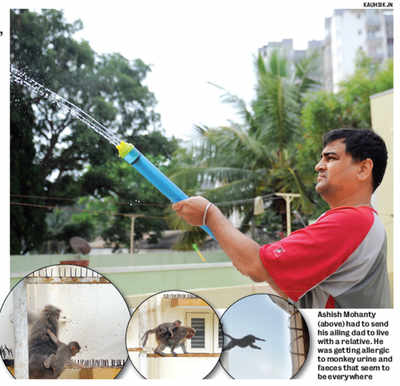 KAUSHIK JN
Ashish Mohanty
(above) had to send
his ailing dad to live
with a relative. He
was getting allergic
to monkey urine and
faeces that seem to
be everywhere